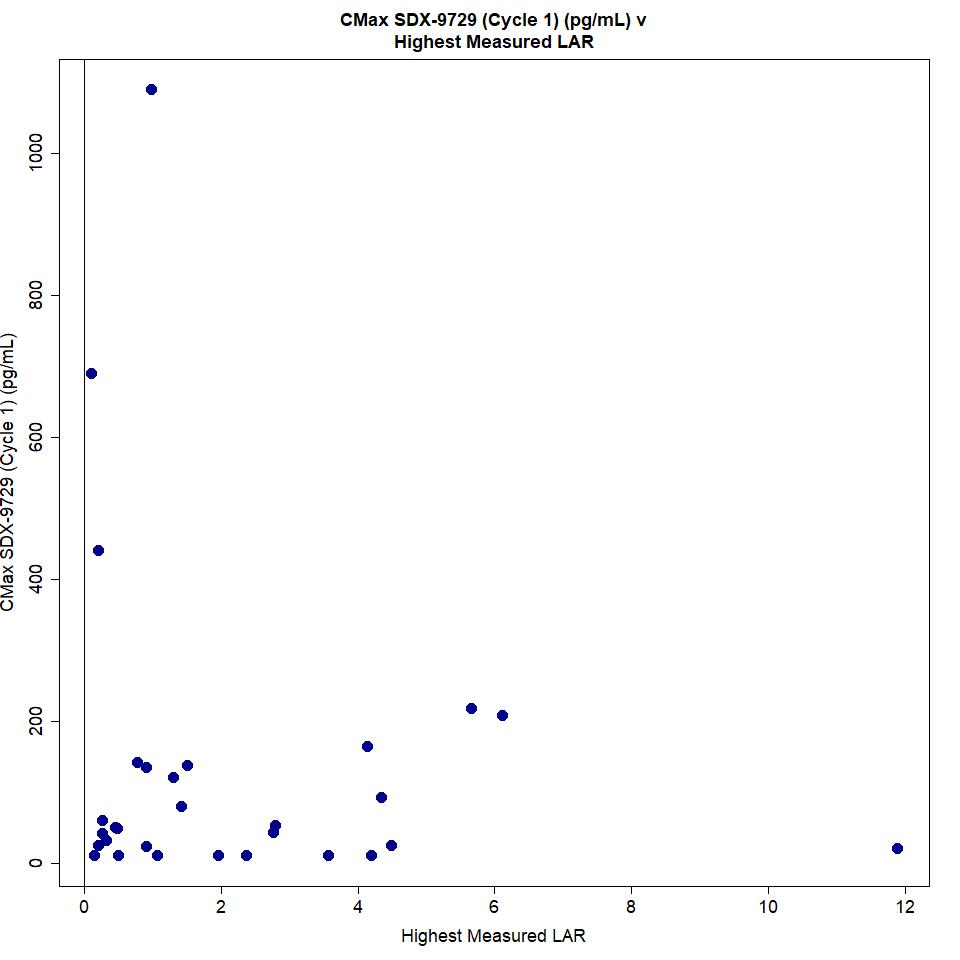 CMax SDX-9729 (Cycle 1) (pg/mL) v
Highest Measured LAR
CMax SDX-9729 (Cycle 1) (pg/mL)
1000
800
600
400
200
0
0 2 4 6 8 10 12
Highest Measured LAR